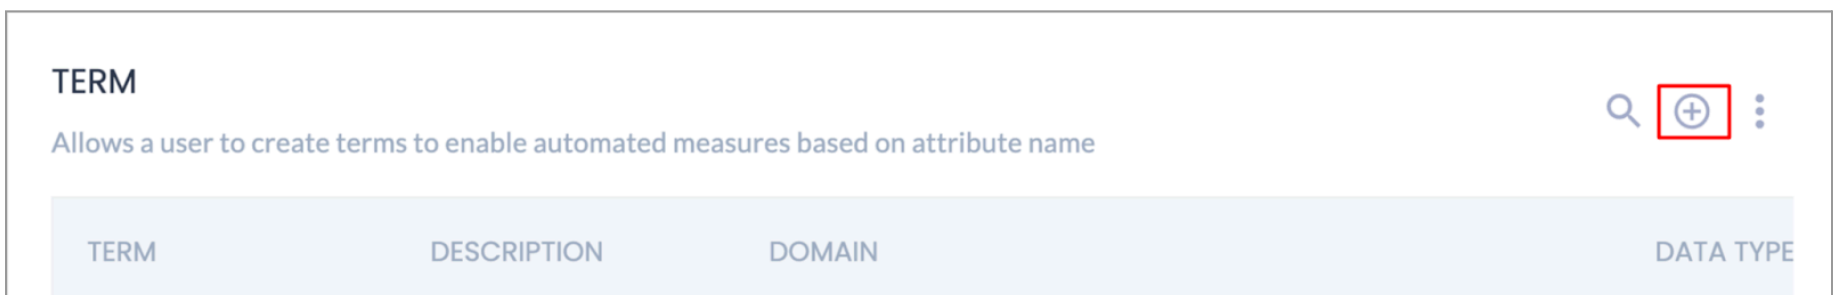 TERM
Allows a user to create terms to enable automated measures based on attribute name
TERM DESCRIPTION DOMAIN DATA TYPE